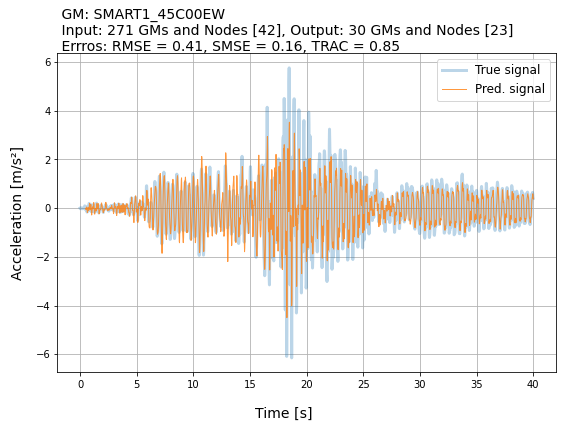 GM: SMART1_45C00EW
Input: 271 GMs and Nodes [42], Output: 30 GMs and Nodes [23]
Errros: RMSE = 0.41, SMSE = 0.16, TRAC = 0.85
True signal
Pred. signal
6
4
2
0
−2
−4
−6
Acceleration [m/s²]
0 5 10 15 20 25 30 35 40
Time [s]